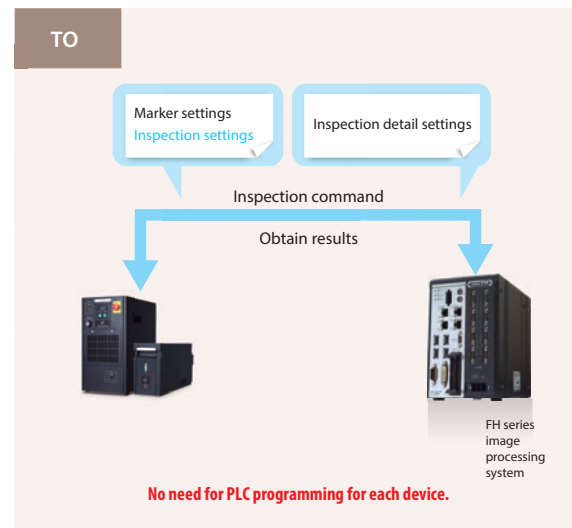 TO
Marker settings
Inspection settings
Inspection detail settings
Inspection command
Obtain results
FH series
image
processing
system
No need for PLC programming for each device.